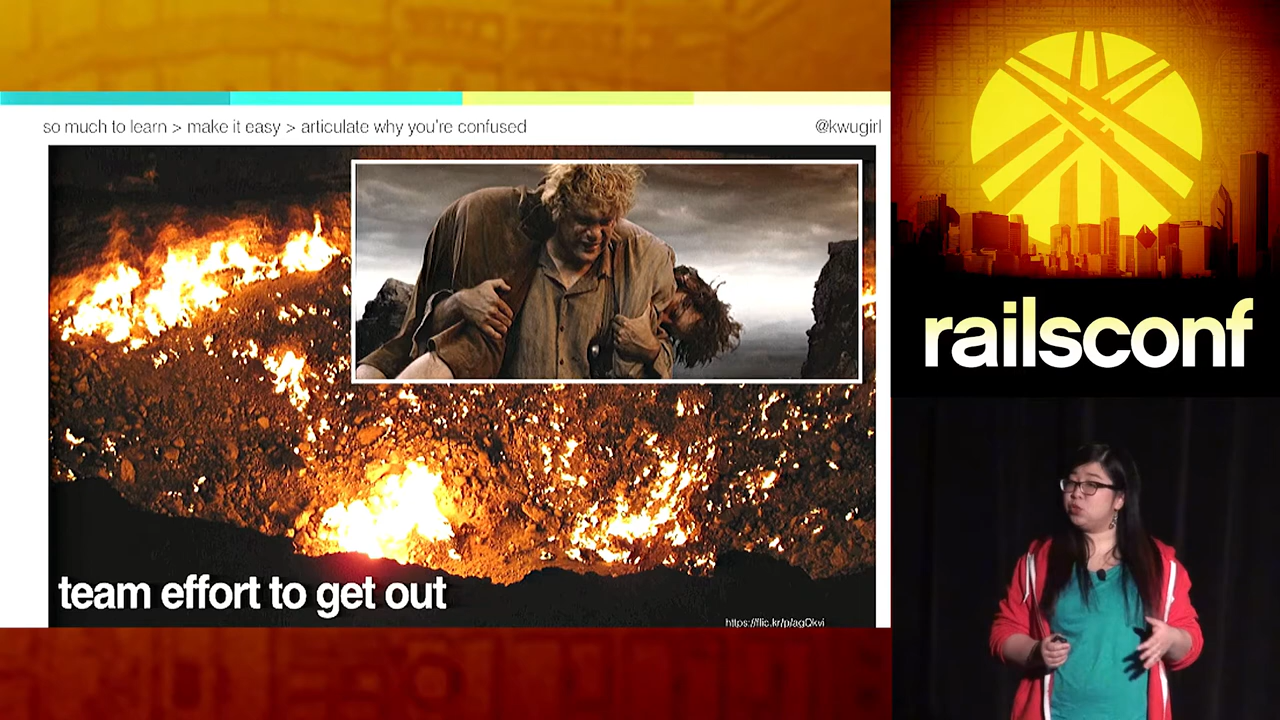 so much to learn > make it easy > articulate why you're confused
@kwugirl
team effort to get out
https://flic.kr/p/agQkvi
railsconf